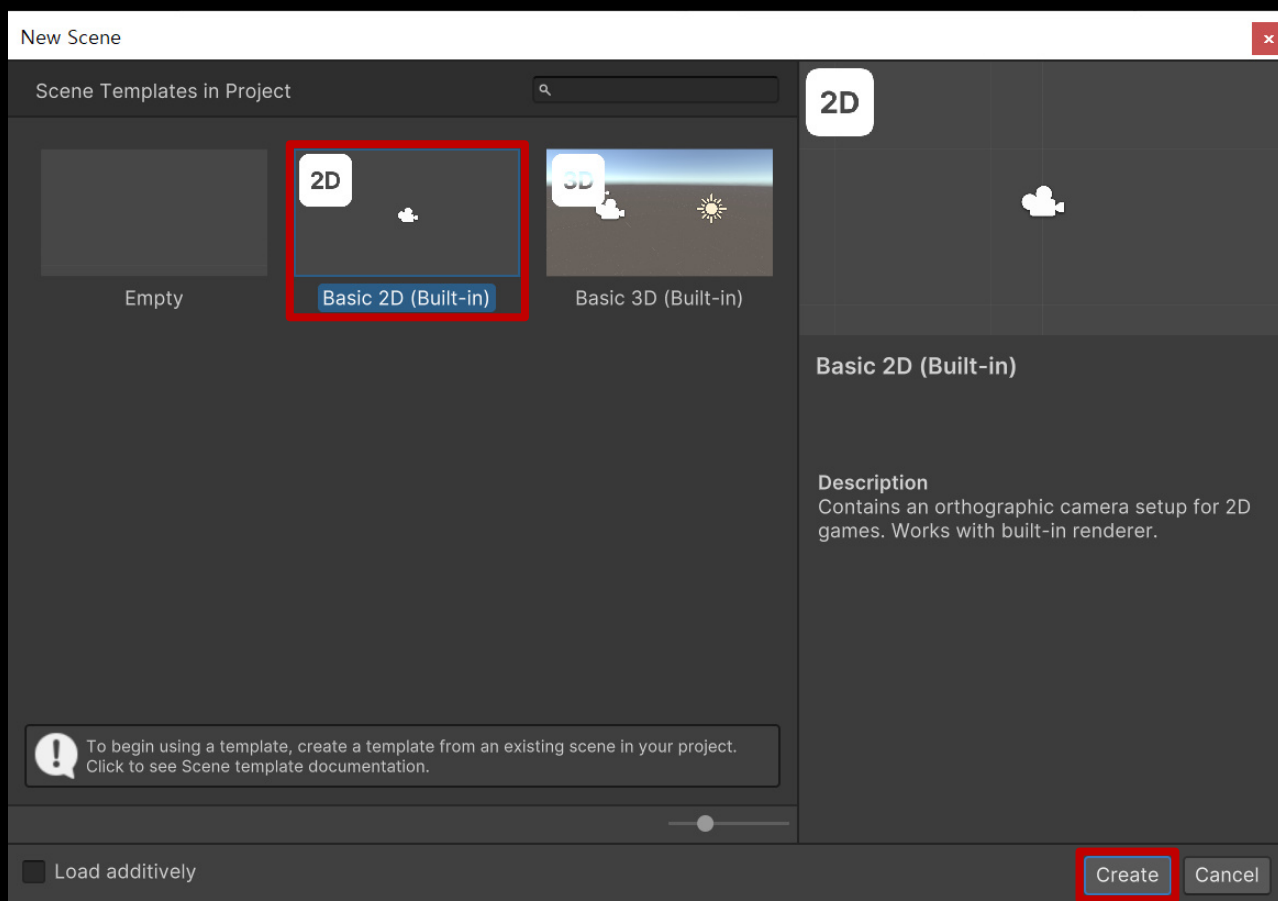 New Scene
x
Scene Templates in Project
2D
2D
3D
Empty
Basic 2D (Built-in)
Basic 3D (Built-in)
Basic 2D (Built-in)
Description
Contains an orthographic camera setup for 2D
games. Works with built-in renderer.
To begin using a template, create a template from an existing scene in your project.
Click to see Scene template documentation.
Load additively
Create
Cancel